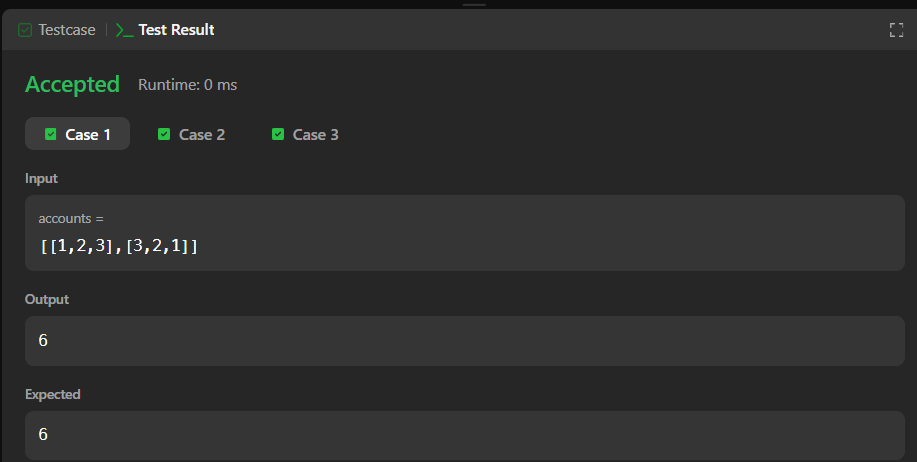 Testcase | >_ Test Result
Accepted Runtime: 0 ms
Case 1 Case 2 Case 3
Input
accounts =
[[1,2,3],[3,2,1]]
Output
6
Expected
6